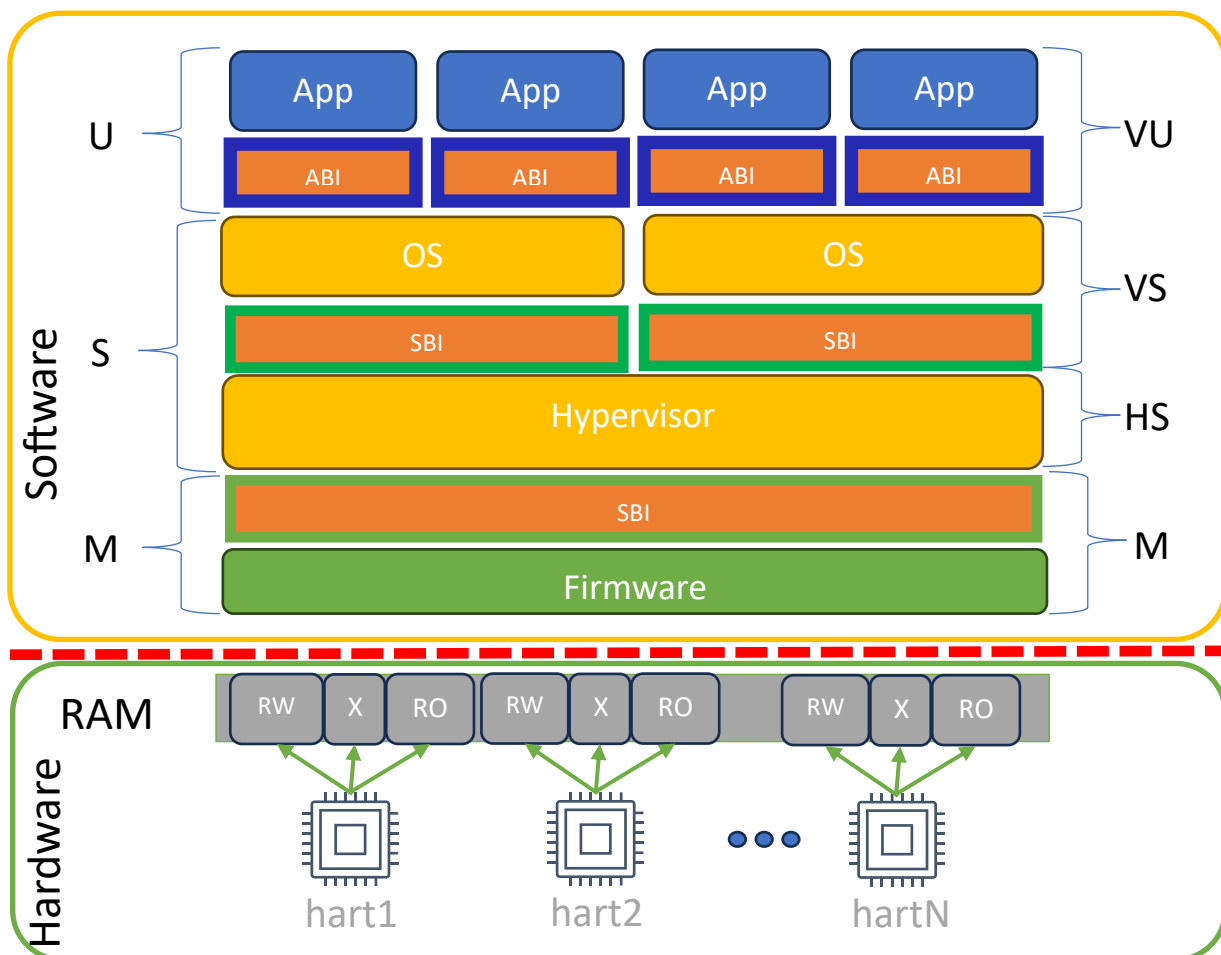 App App App App
U VU
ABI ABI ABI ABI
OS OS
VS
S
SBI SBI
Hypervisor
HS
Software
SBI
M M
Firmware
RAM
RW X RO RW X RO RW X RO
Hardware
hart1 hart2 hartN